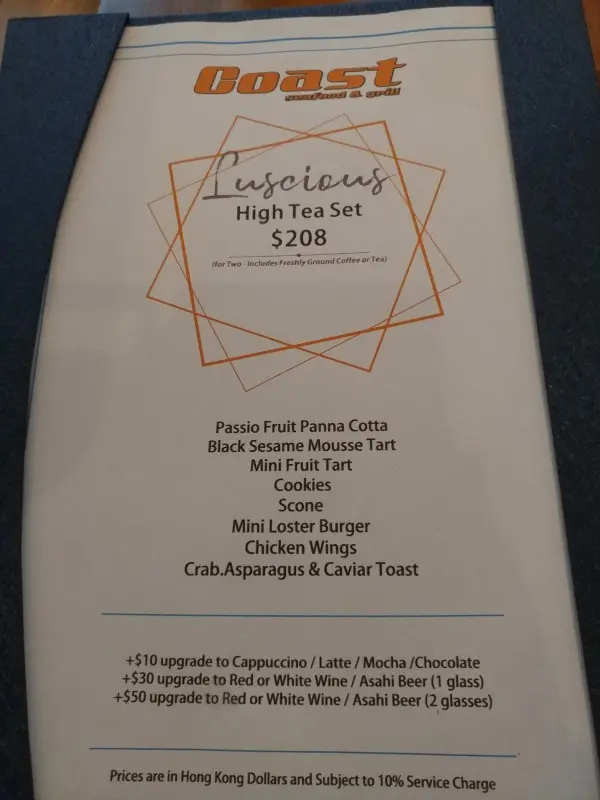 Coast
seafood & grill
Luscious
High Tea Set
$208
(for Two - Includes Freshly Ground Coffee or Tea)
Passio Fruit Panna Cotta
Black Sesame Mousse Tart
Mini Fruit Tart
Cookies
Scone
Mini Loster Burger
Chicken Wings
Crab.Asparagus & Caviar Toast
+$10 upgrade to Cappuccino / Latte / Mocha /Chocolate
+$30 upgrade to Red or White Wine / Asahi Beer (1 glass)
+$50 upgrade to Red or White Wine / Asahi Beer (2 glasses)
Prices are in Hong Kong Dollars and Subject to 10% Service Charge